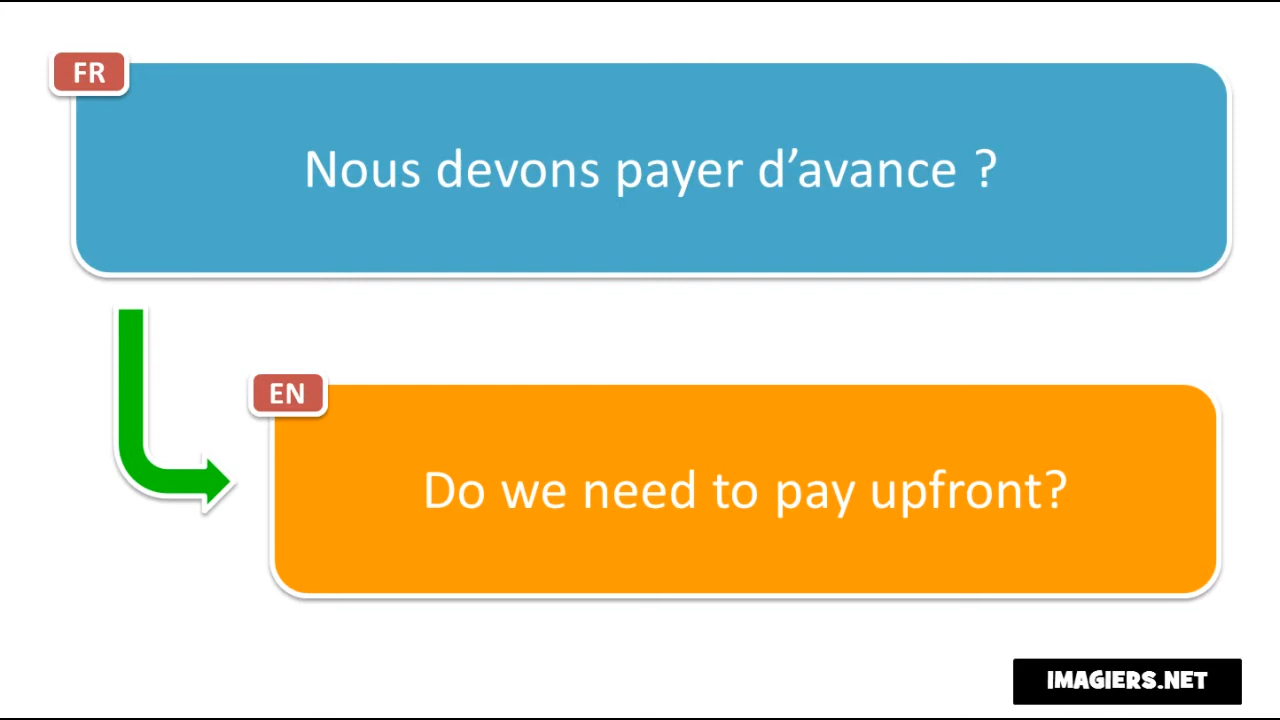 FR
Nous devons payer d’avance ?
EN
Do we need to pay upfront?
IMAGIERS.NET